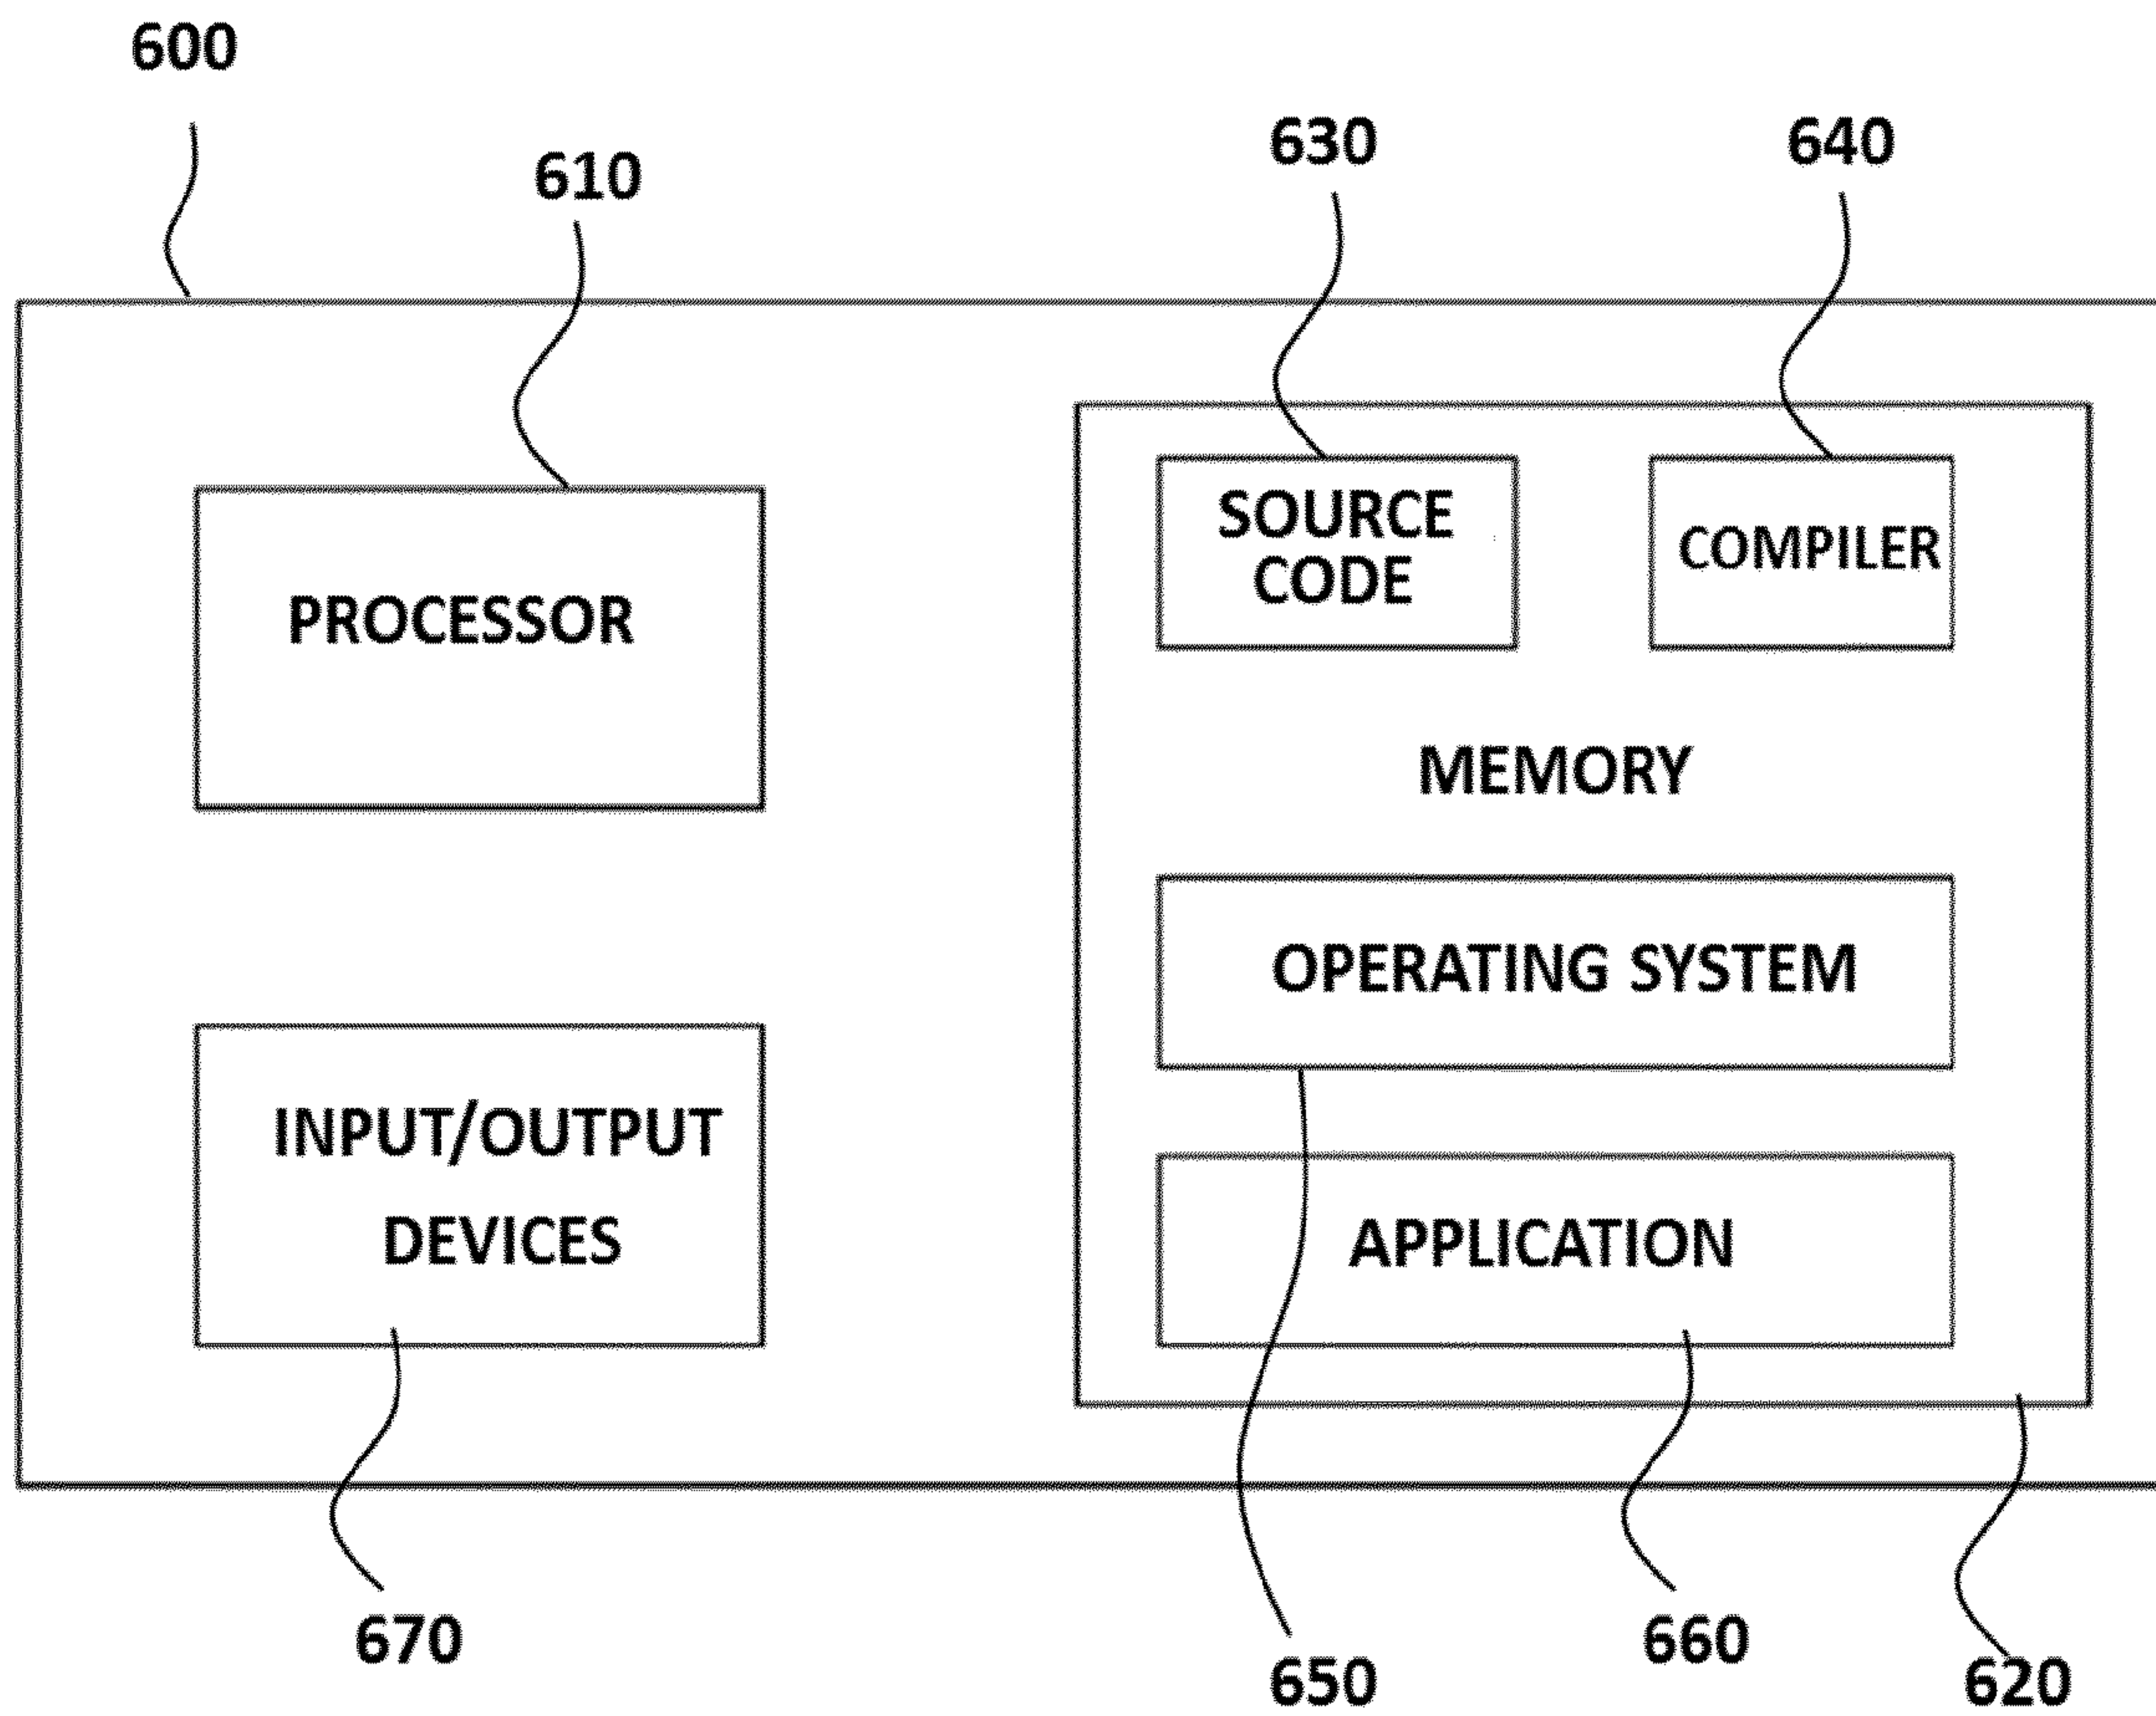 600
610
630
640
SOURCE
CODE
COMPILER
PROCESSOR
MEMORY
OPERATING SYSTEM
INPUT/OUTPUT
DEVICES
APPLICATION
670
650
660
620